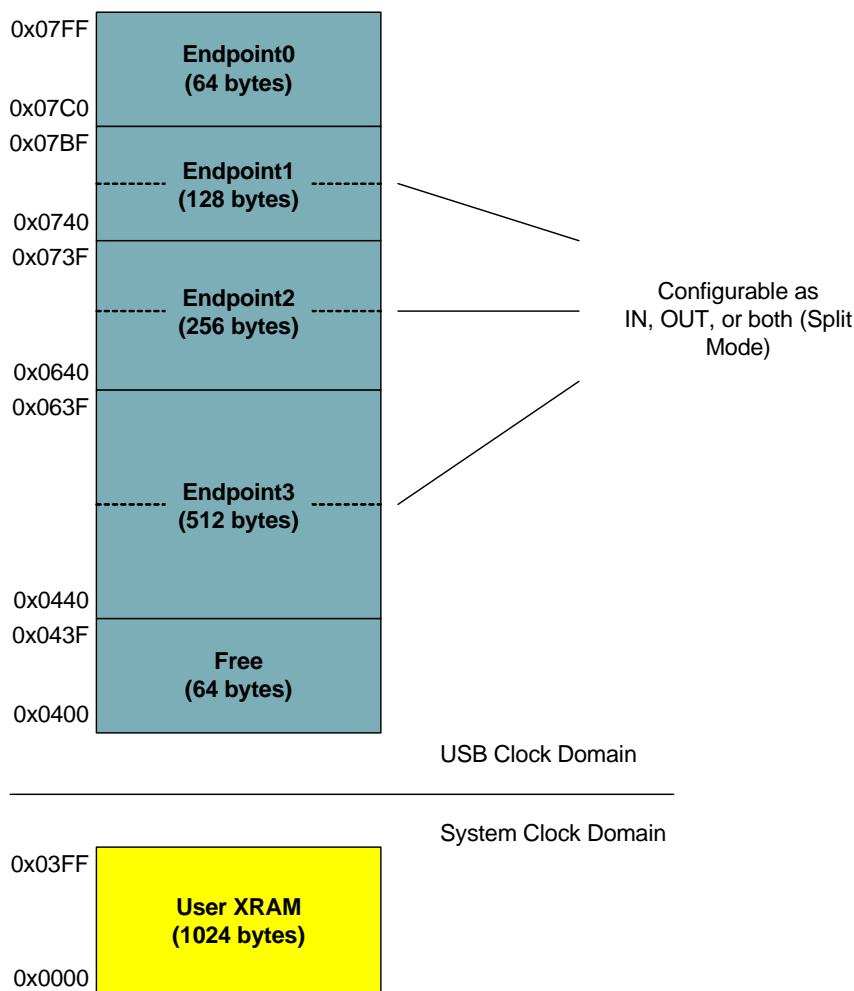 0x07FF
Endpoint0
(64 bytes)
0x07C0
0x07BF
Endpoint1
(128 bytes)
0x0740
0x073F
Endpoint2
(256 bytes)
0x0640
0x063F
Endpoint3
(512 bytes)
0x0440
0x043F
Free
(64 bytes)
0x0400
Configurable as
IN, OUT, or both (Split
Mode)
USB Clock Domain
System Clock Domain
0x03FF
User XRAM
(1024 bytes)
0x0000